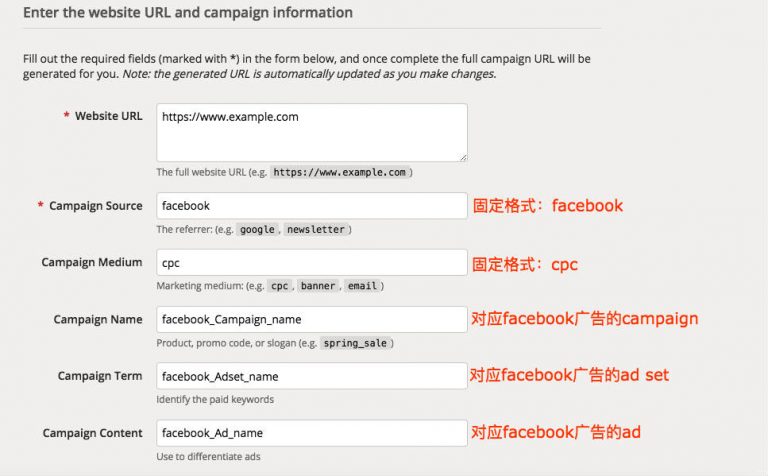 Enter the website URL and campaign information
Fill out the required fields (marked with *) in the form below, and once complete the full campaign URL will be
generated for you. Note: the generated URL is automatically updated as you make changes.
* Website URL
https://www.example.com
The full website URL (e.g. https://www.example.com )
* Campaign Source
facebook
固定格式：facebook
The referrer: (e.g. google , newsletter )
Campaign Medium
cpc
固定格式：cpc
Marketing medium: (e.g. cpc , banner , email )
Campaign Name
facebook_Campaign_name
对应facebook广告的campaign
Product, promo code, or slogan (e.g. spring_sale )
Campaign Term
facebook_Adset_name
对应facebook广告的ad set
Identify the paid keywords
Campaign Content
facebook_Ad_name
对应facebook广告的ad
Use to differentiate ads